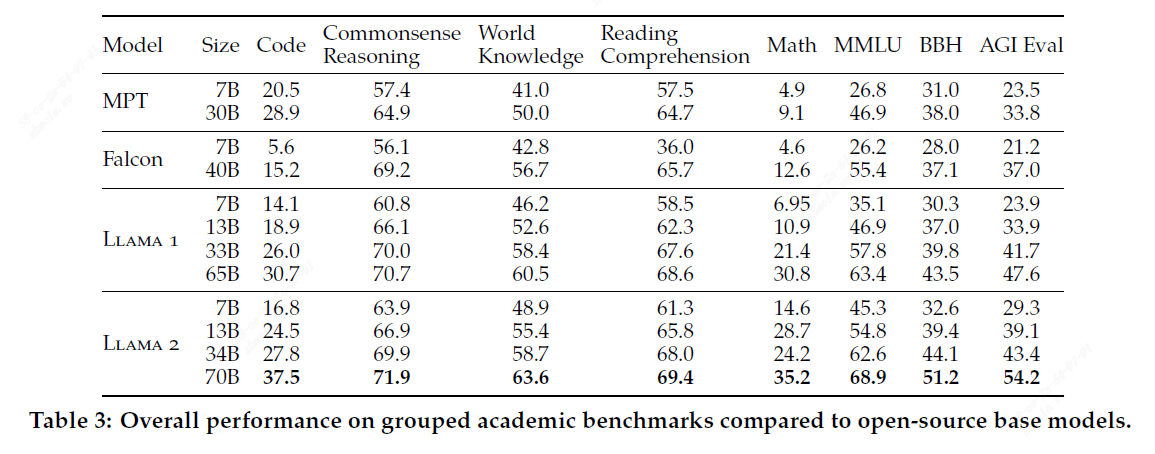 Model Size Code Commonsense Reasoning World Knowledge Reading Comprehension Math MMLU BBH AGI Eval
MPT 7B 20.5 57.4 41.0 57.5 4.9 26.8 31.0 23.5
30B 28.9 64.9 50.0 64.7 9.1 46.9 38.0 33.8
Falcon 7B 5.6 56.1 42.8 36.0 4.6 26.2 28.0 21.2
40B 15.2 69.2 56.7 65.7 12.6 55.4 37.1 37.0
LLAMA 1 7B 14.1 60.8 46.2 58.5 6.95 35.1 30.3 23.9
13B 18.9 66.1 52.6 62.3 10.9 46.9 37.0 33.9
33B 26.0 70.0 58.4 67.6 21.4 57.8 39.8 41.7
65B 30.7 70.7 60.5 68.6 30.8 63.4 43.5 47.6
LLAMA 2 7B 16.8 63.9 48.9 61.3 14.6 45.3 32.6 29.3
13B 24.5 66.9 55.4 65.8 28.7 54.8 39.4 39.1
34B 27.8 69.9 58.7 68.0 24.2 62.6 44.1 43.4
70B 37.5 71.9 63.6 69.4 35.2 68.9 51.2 54.2
Table 3: Overall performance on grouped academic benchmarks compared to open-source base models.